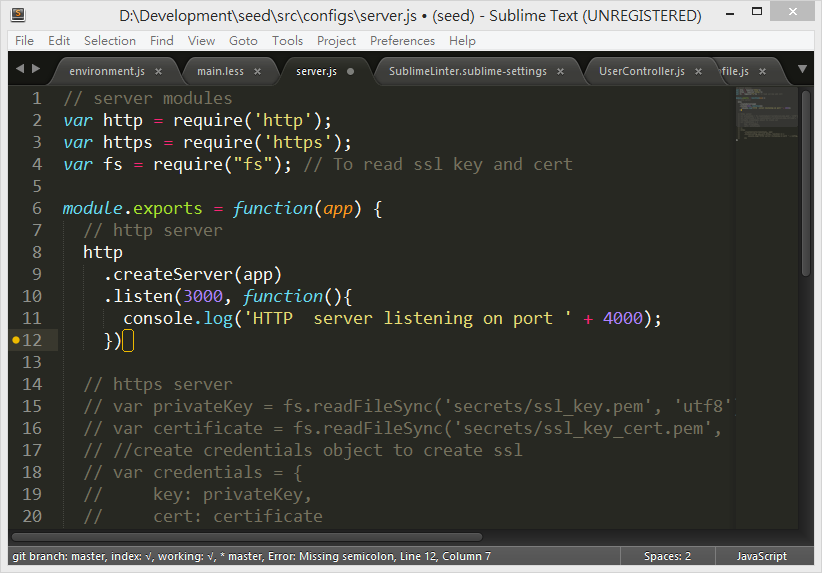 D:\Development\seed\src\configs\server.js • (seed) - Sublime Text (UNREGISTERED)
File Edit Selection Find View Goto Tools Project Preferences Help
environment.js × main.less × server.js SublimeLinter.sublime-settings × UserController.js × file.js ×
1 // server modules
2 var http = require('http');
3 var https = require('https');
4 var fs = require("fs"); // To read ssl key and cert
5
6 module.exports = function(app) {
7 // http server
8 http
9 .createServer(app)
10 .listen(3000, function(){
11 console.log('HTTP  server listening on port ' + 4000);
12 })
13
14 // https server
15 // var privateKey = fs.readFileSync('secrets/ssl_key.pem', 'utf8'
16 // var certificate = fs.readFileSync('secrets/ssl_key_cert.pem',
17 // //create credentials object to create ssl
18 // var credentials = {
19 //     key: privateKey,
20 //     cert: certificate
git branch: master, index: √, working: √, * master, Error: Missing semicolon, Line 12, Column 7 Spaces: 2 JavaScript